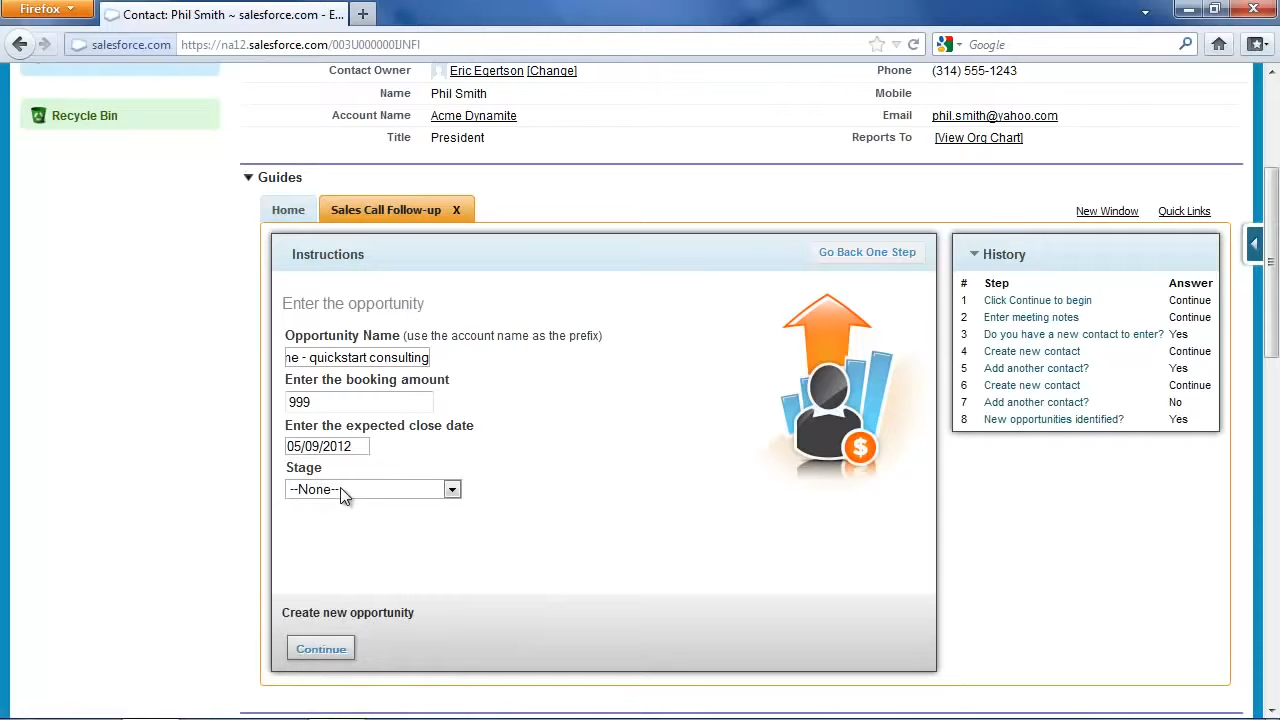 Firefox
Contact: Phil Smith ~ salesforce.com - E...
salesforce.com
https://na12.salesforce.com/003U000000IJNFI
Google
Contact Owner
Eric Egertson [Change]
Phone
(314) 555-1243
Name
Phil Smith
Mobile
Recycle Bin
Account Name
Acme Dynamite
Email
phil.smith@yahoo.com
Title
President
Reports To
[View Org Chart]
Guides
Home
Sales Call Follow-up X
New Window
Quick Links
Instructions
Go Back One Step
Enter the opportunity
Opportunity Name (use the account name as the prefix)
ne - quickstart consulting
Enter the booking amount
999
Enter the expected close date
05/09/2012
Stage
--None--
Create new opportunity
Continue
History
# Step Answer
1 Click Continue to begin Continue
2 Enter meeting notes Continue
3 Do you have a new contact to enter? Yes
4 Create new contact Continue
5 Add another contact? Yes
6 Create new contact Continue
7 Add another contact? No
8 New opportunities identified? Yes